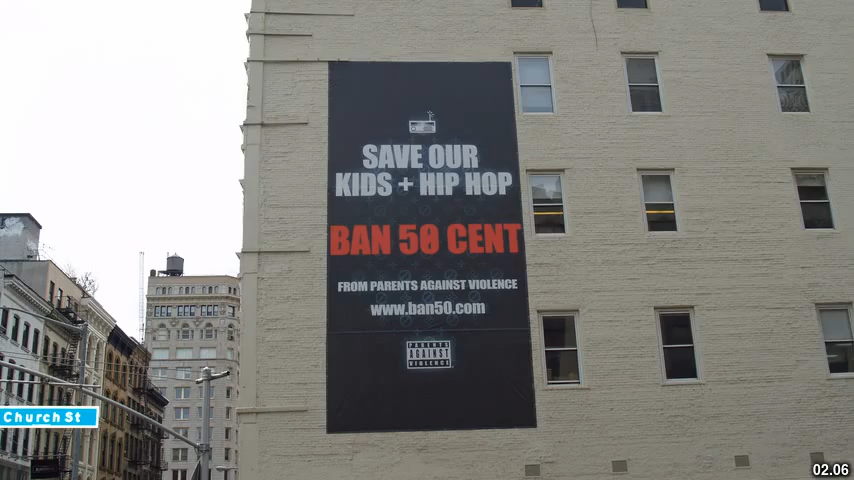 SAVE OUR
KIDS + HIP HOP
BAN 50 CENT
FROM PARENTS AGAINST VIOLENCE
www.ban50.com
PARENTS
AGAINST
VIOLENCE
Church St
02.06